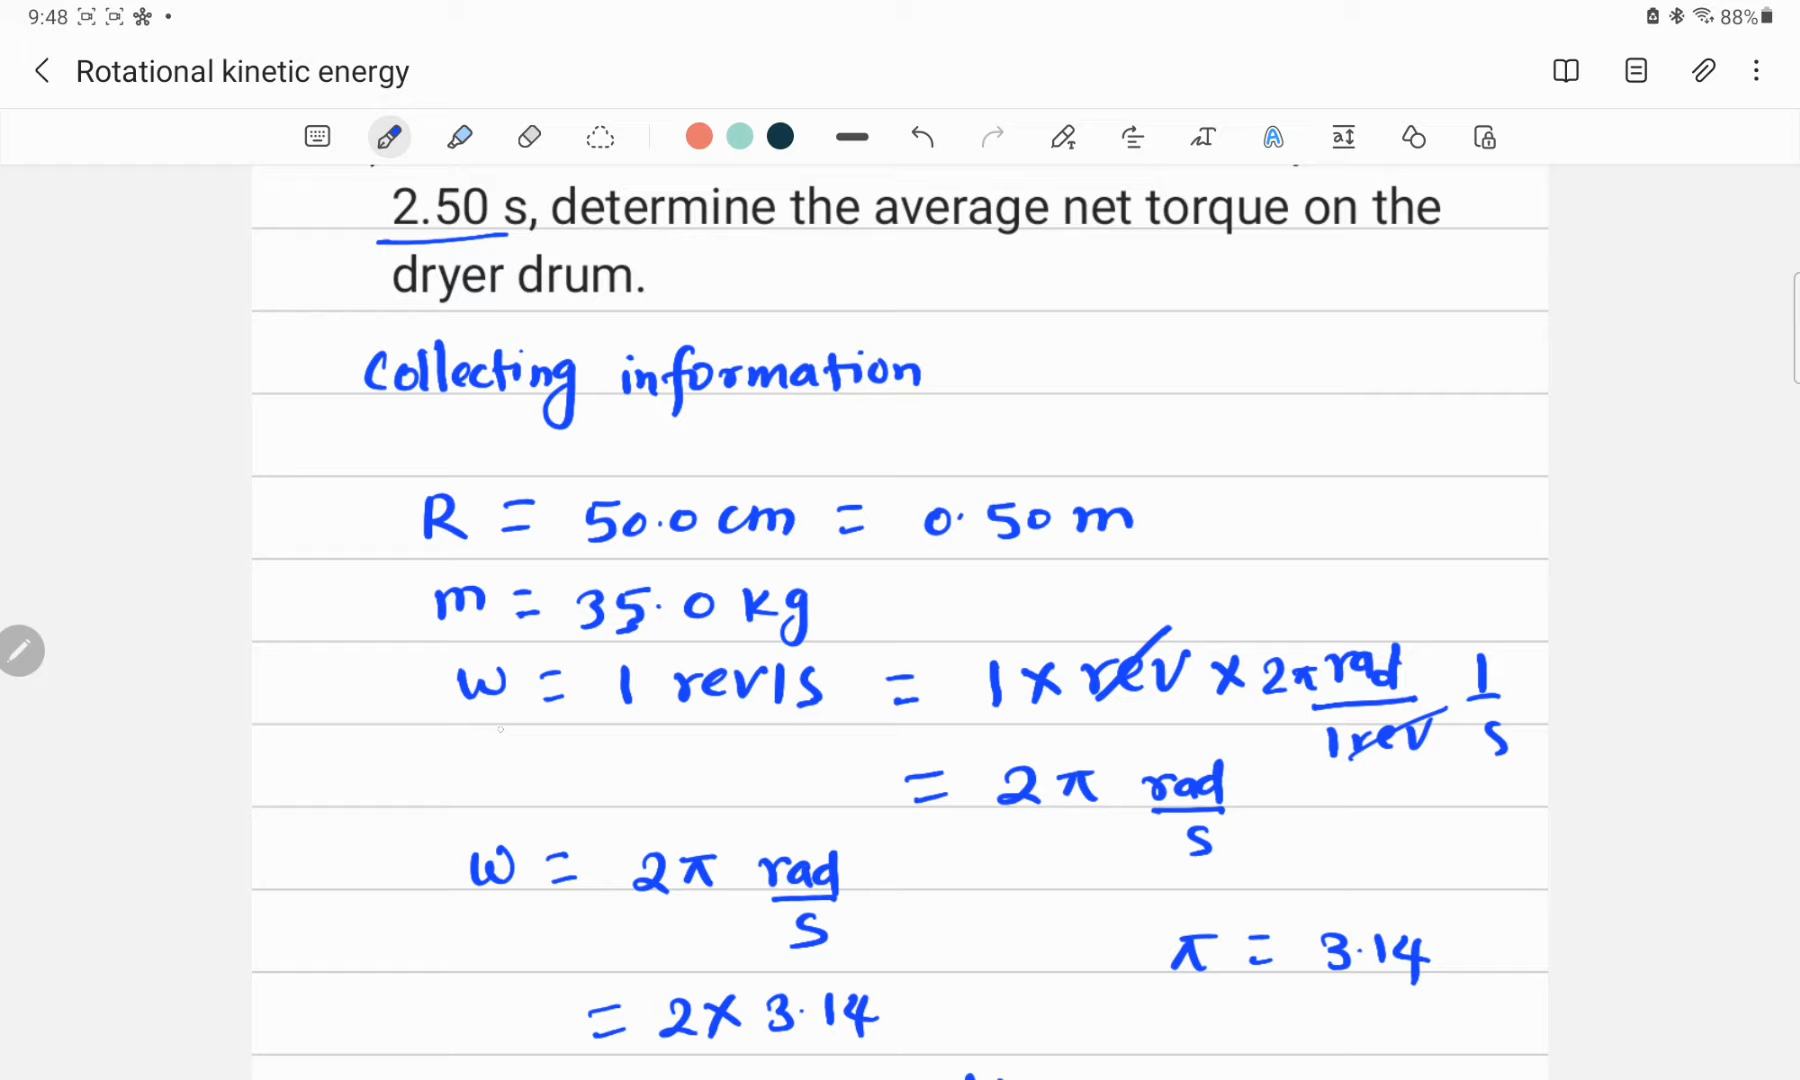 9:48 88%
Rotational kinetic energy
2.50 s, determine the average net torque on the
dryer drum.
Collecting information
R = 50.0 cm = 0.50 m
m = 35.0 kg
w = 1 rev/s = 1 × rev × 2π rad/1rev 1/s
= 2π rad/s
w = 2π rad/s
π = 3.14
= 2 × 3.14